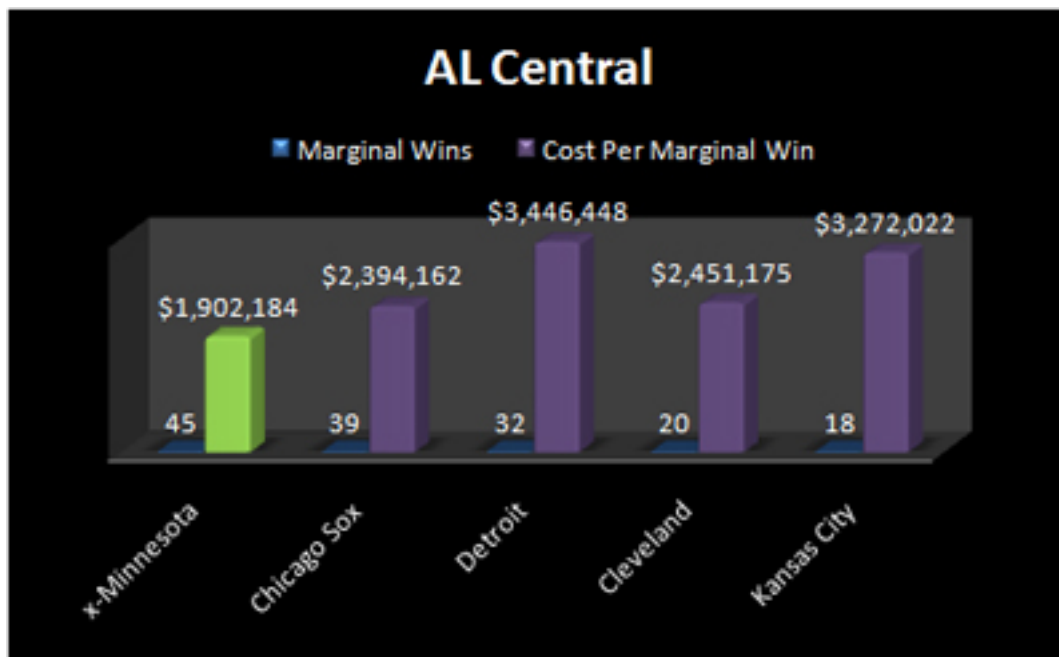 AL Central
Marginal Wins
Cost Per Marginal Win
$1,902,184
$2,394,162
$3,446,448
$2,451,175
$3,272,022
45
39
32
20
18
x-Minnesota
Chicago Sox
Detroit
Cleveland
Kansas City